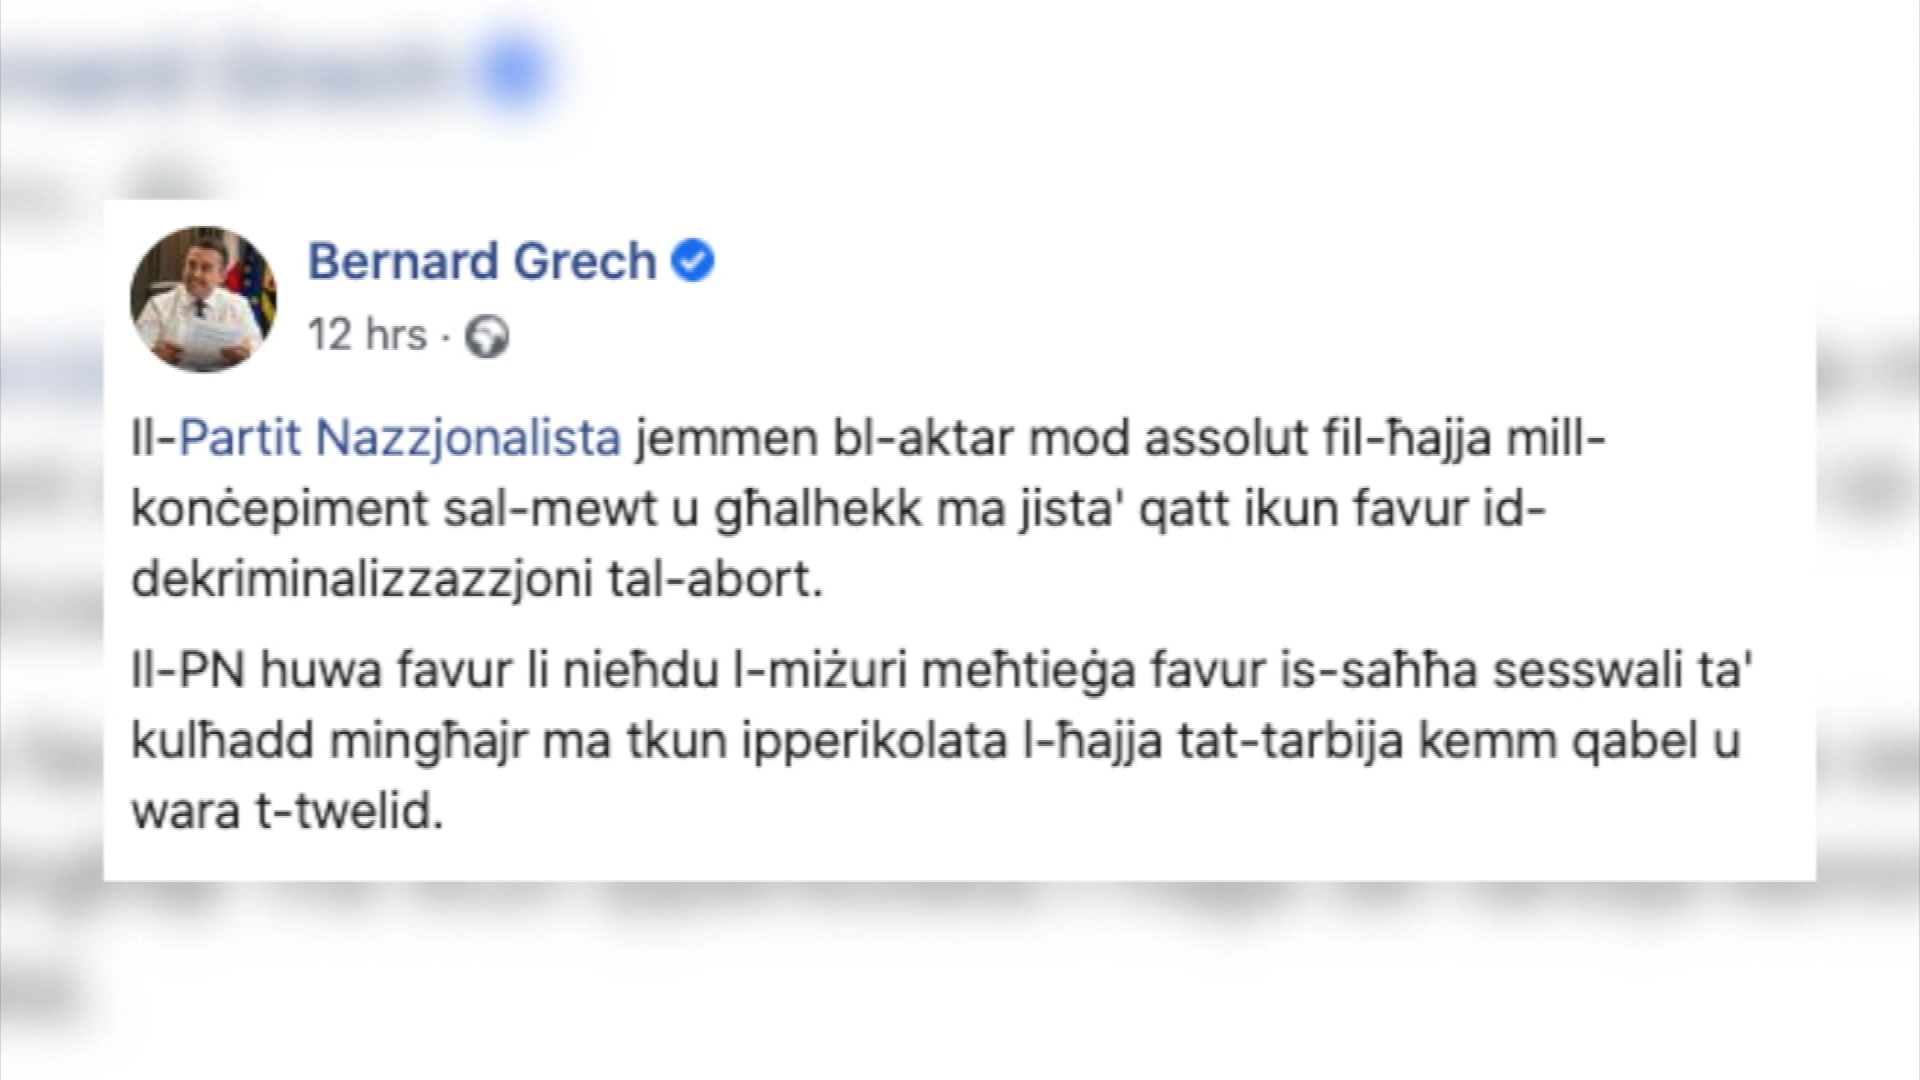 Bernard Grech
12 hrs ·
Il-Partit Nazzjonalista jemmen bl-aktar mod assolut fil-ħajja mill-
konċepiment sal-mewt u għalhekk ma jista' qatt ikun favur id-
dekriminalizzazzjoni tal-abort.
Il-PN huwa favur li nieħdu l-miżuri meħtieġa favur is-saħħa sesswali ta'
kulħadd mingħajr ma tkun ipperikolata l-ħajja tat-tarbija kemm qabel u
wara t-twelid.